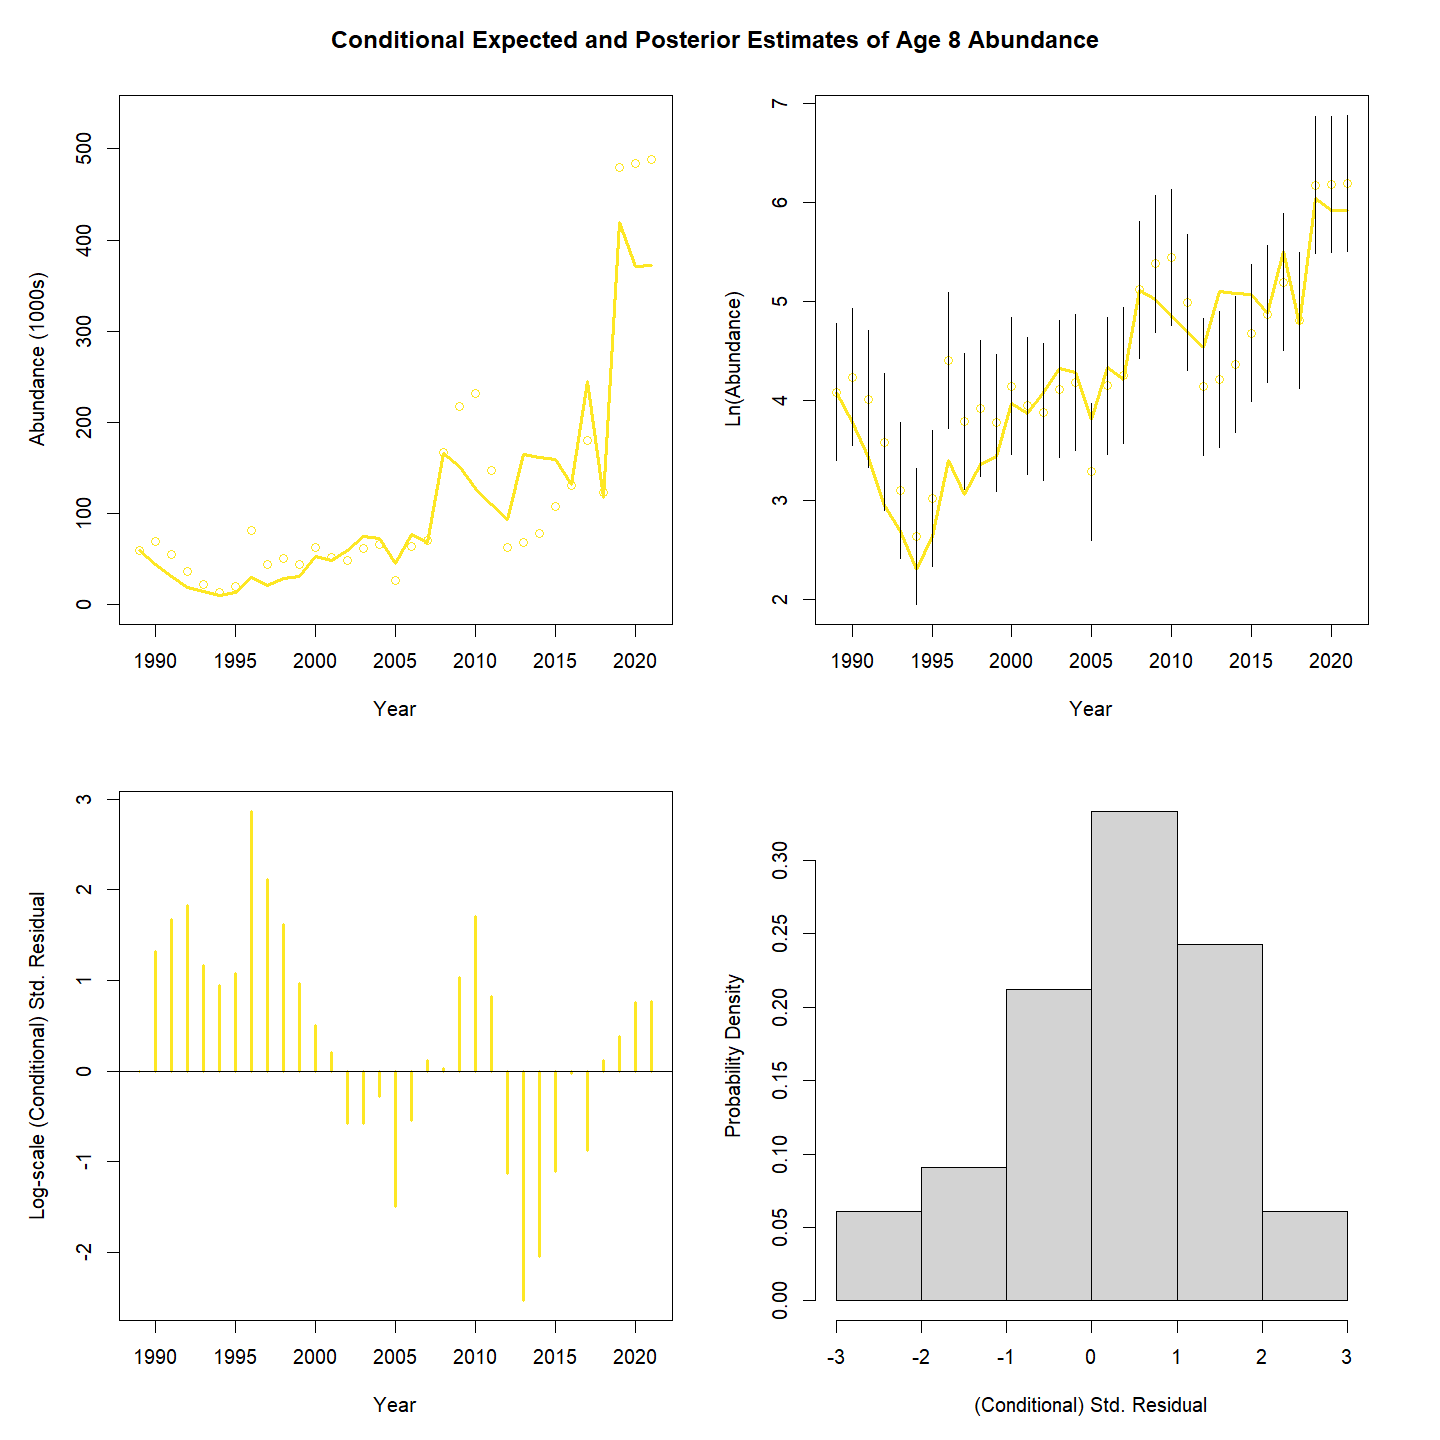 Conditional Expected and Posterior Estimates of Age 8 Abundance
Abundance (1000s)
500
400
300
200
100
0
1990 1995 2000 2005 2010 2015 2020
Year
Ln(Abundance)
7
6
5
4
3
2
1990 1995 2000 2005 2010 2015 2020
Year
Log-scale (Conditional) Std. Residual
3
2
1
0
-1
-2
1990 1995 2000 2005 2010 2015 2020
Year
Probability Density
0.30
0.25
0.20
0.15
0.10
0.05
0.00
-3 -2 -1 0 1 2 3
(Conditional) Std. Residual